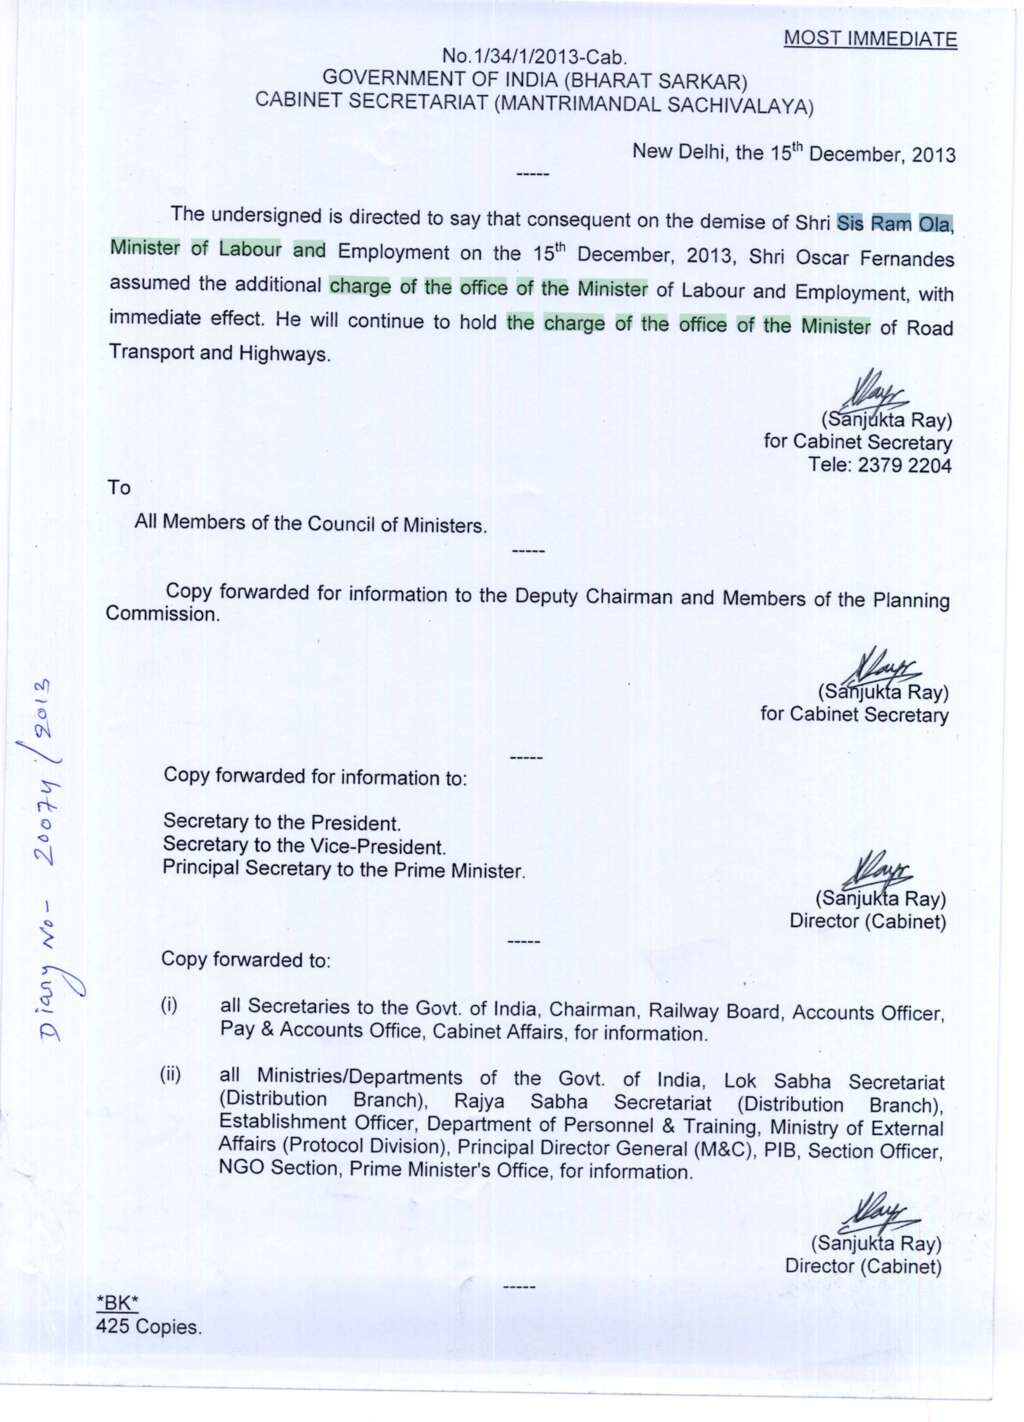 MOST IMMEDIATE
No.1/34/1/2013-Cab.
GOVERNMENT OF INDIA (BHARAT SARKAR)
CABINET SECRETARIAT (MANTRIMANDAL SACHIVALAYA)
New Delhi, the 15th December, 2013
-----
The undersigned is directed to say that consequent on the demise of Shri Sis Ram Ola,
Minister of Labour and Employment on the 15th December, 2013, Shri Oscar Fernandes
assumed the additional charge of the office of the Minister of Labour and Employment, with
immediate effect. He will continue to hold the charge of the office of the Minister of Road
Transport and Highways.
(Sanjukta Ray)
for Cabinet Secretary
Tele: 2379 2204
To
All Members of the Council of Ministers.
-----
Copy forwarded for information to the Deputy Chairman and Members of the Planning
Commission.
(Sanjukta Ray)
for Cabinet Secretary
-----
Copy forwarded for information to:
Secretary to the President.
Secretary to the Vice-President.
Principal Secretary to the Prime Minister.
(Sanjukta Ray)
Director (Cabinet)
-----
Copy forwarded to:
(i) all Secretaries to the Govt. of India, Chairman, Railway Board, Accounts Officer,
Pay & Accounts Office, Cabinet Affairs, for information.
(ii) all Ministries/Departments of the Govt. of India, Lok Sabha Secretariat
(Distribution Branch), Rajya Sabha Secretariat (Distribution Branch),
Establishment Officer, Department of Personnel & Training, Ministry of External
Affairs (Protocol Division), Principal Director General (M&C), PIB, Section Officer,
NGO Section, Prime Minister's Office, for information.
(Sanjukta Ray)
Director (Cabinet)
-----
*BK*
425 Copies.
Diary No- 20074/2013